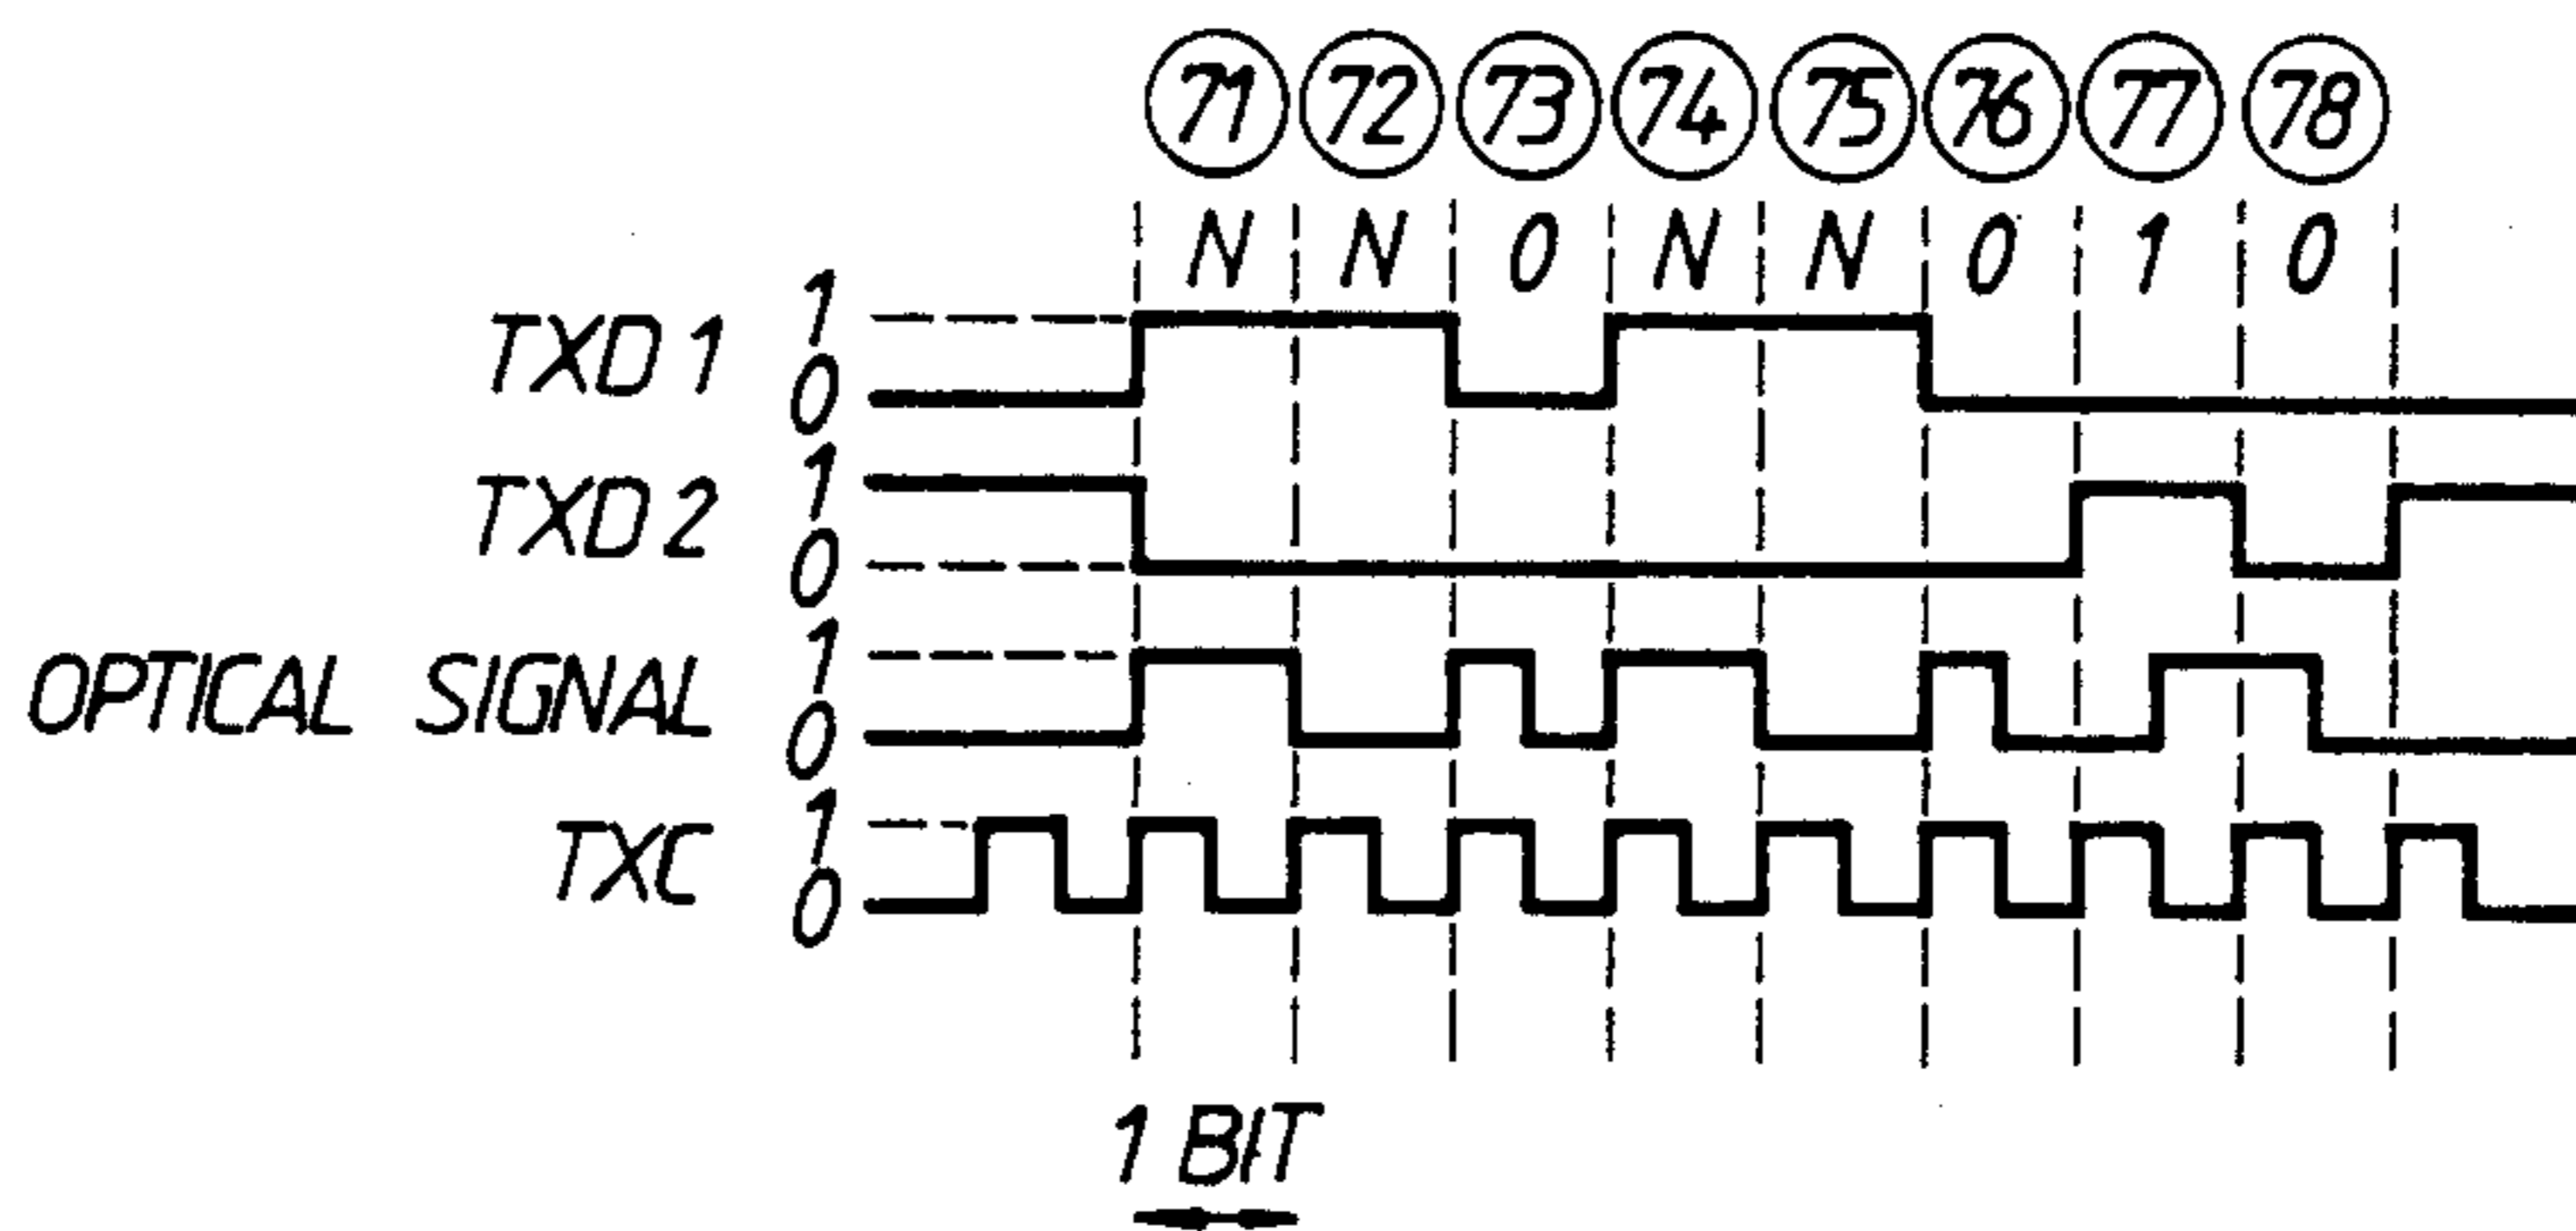 71 72 73 74 75 76 77 78
N N 0 N N 0 1 0
TXD 1 1 0
TXD 2 1 0
OPTICAL SIGNAL 1 0
TXC 1 0
1 BIT